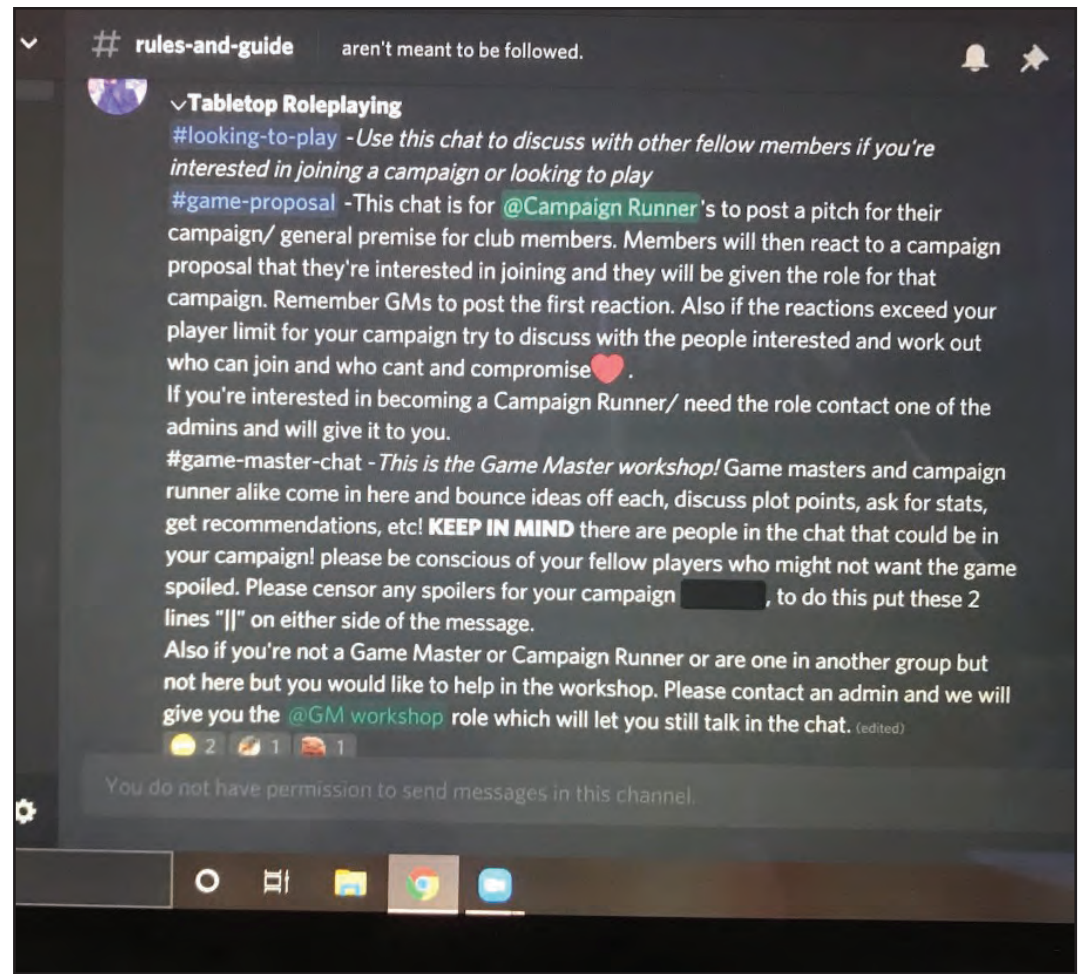 # rules-and-guide aren't meant to be followed.
Tabletop Roleplaying
#looking-to-play -Use this chat to discuss with other fellow members if you're
interested in joining a campaign or looking to play
#game-proposal -This chat is for @Campaign Runner's to post a pitch for their
campaign/ general premise for club members. Members will then react to a campaign
proposal that they're interested in joining and they will be given the role for that
campaign. Remember GMs to post the first reaction. Also if the reactions exceed your
player limit for your campaign try to discuss with the people interested and work out
who can join and who cant and compromise❤️.
If you're interested in becoming a Campaign Runner/ need the role contact one of the
admins and will give it to you.
#game-master-chat -This is the Game Master workshop! Game masters and campaign
runner alike come in here and bounce ideas off each, discuss plot points, ask for stats,
get recommendations, etc! KEEP IN MIND there are people in the chat that could be in
your campaign! please be conscious of your fellow players who might not want the game
spoiled. Please censor any spoilers for your campaign , to do this put these 2
lines "||" on either side of the message.
Also if you're not a Game Master or Campaign Runner or are one in another group but
not here but you would like to help in the workshop. Please contact an admin and we will
give you the @GM workshop role which will let you still talk in the chat. (edited)
2 1 1
You do not have permission to send messages in this channel.